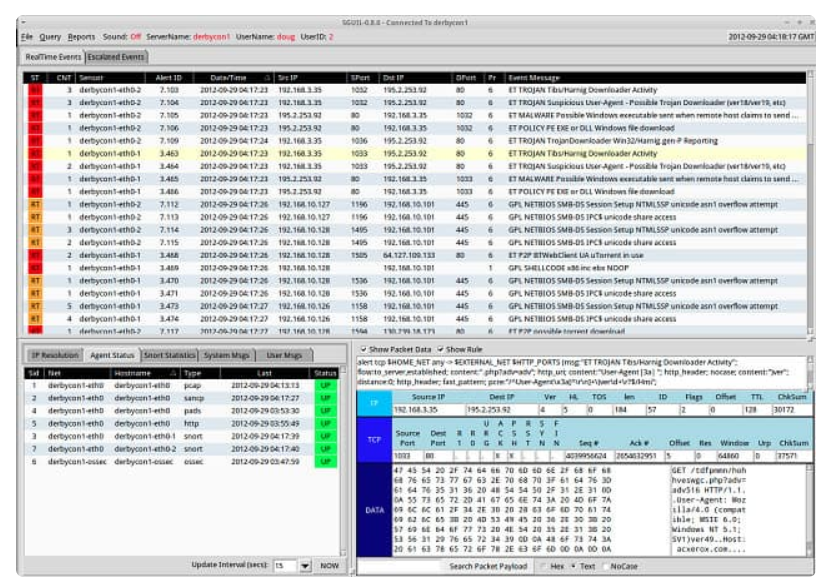 SGUIL-0.8.0 - Connected To derbycon1
File Query Reports Sound: Off ServerName: derbycon1 UserName: doug UserID: 2 2012-09-29 04:18:17 GMT
RealTime Events Escalated Events
ST CNT Sensor Alert ID Date/Time Src IP SPort Dst IP DPort Pr Event Message
RT 3 derbycon1-eth0-2 7.103 2012-09-29 04:17:23 192.168.3.35 1032 195.2.253.92 80 6 ET TROJAN Tibs/Harnig Downloader Activity
RT 3 derbycon1-eth0-2 7.104 2012-09-29 04:17:23 192.168.3.35 1032 195.2.253.92 80 6 ET TROJAN Suspicious User-Agent - Possible Trojan Downloader (ver18/ver19, etc)
RT 1 derbycon1-eth0-2 7.105 2012-09-29 04:17:23 195.2.253.92 80 192.168.3.35 1032 6 ET MALWARE Possible Windows executable sent when remote host claims to send ...
RT 1 derbycon1-eth0-2 7.106 2012-09-29 04:17:23 195.2.253.92 80 192.168.3.35 1032 6 ET POLICY PE EXE or DLL Windows file download
RT 1 derbycon1-eth0-2 7.109 2012-09-29 04:17:24 192.168.3.35 1036 195.2.253.92 80 6 ET TROJAN TrojanDownloader Win32/Harnig.gen-P Reporting
RT 1 derbycon1-eth0-1 3.463 2012-09-29 04:17:23 192.168.3.35 1033 195.2.253.92 80 6 ET TROJAN Tibs/Harnig Downloader Activity
RT 2 derbycon1-eth0-1 3.464 2012-09-29 04:17:23 192.168.3.35 1033 195.2.253.92 80 6 ET TROJAN Suspicious User-Agent - Possible Trojan Downloader (ver18/ver19, etc)
RT 1 derbycon1-eth0-1 3.465 2012-09-29 04:17:23 195.2.253.92 80 192.168.3.35 1033 6 ET MALWARE Possible Windows executable sent when remote host claims to send ...
RT 1 derbycon1-eth0-1 3.466 2012-09-29 04:17:23 195.2.253.92 80 192.168.3.35 1033 6 ET POLICY PE EXE or DLL Windows file download
RT 2 derbycon1-eth0-2 7.112 2012-09-29 04:17:26 192.168.10.127 1196 192.168.10.101 445 6 GPL NETBIOS SMB-DS Session Setup NTMLSSP unicode asn1 overflow attempt
RT 1 derbycon1-eth0-2 7.113 2012-09-29 04:17:26 192.168.10.127 1196 192.168.10.101 445 6 GPL NETBIOS SMB-DS IPC$ unicode share access
RT 3 derbycon1-eth0-2 7.114 2012-09-29 04:17:26 192.168.10.128 1495 192.168.10.101 445 6 GPL NETBIOS SMB-DS Session Setup NTMLSSP unicode asn1 overflow attempt
RT 2 derbycon1-eth0-2 7.115 2012-09-29 04:17:26 192.168.10.128 1495 192.168.10.101 445 6 GPL NETBIOS SMB-DS IPC$ unicode share access
RT 2 derbycon1-eth0-1 3.468 2012-09-29 04:17:26 192.168.10.128 1505 64.127.109.133 80 6 ET P2P BTWebClient UA uTorrent in use
RT 1 derbycon1-eth0-1 3.469 2012-09-29 04:17:26 192.168.10.128 1 GPL SHELLCODE x86 inc ebx NOOP
RT 1 derbycon1-eth0-1 3.470 2012-09-29 04:17:26 192.168.10.128 1536 192.168.10.101 445 6 GPL NETBIOS SMB-DS Session Setup NTMLSSP unicode asn1 overflow attempt
RT 1 derbycon1-eth0-1 3.471 2012-09-29 04:17:26 192.168.10.128 1536 192.168.10.101 445 6 GPL NETBIOS SMB-DS IPC$ unicode share access
RT 5 derbycon1-eth0-1 3.473 2012-09-29 04:17:27 192.168.10.126 1158 192.168.10.101 445 6 GPL NETBIOS SMB-DS Session Setup NTMLSSP unicode asn1 overflow attempt
RT 4 derbycon1-eth0-1 3.474 2012-09-29 04:17:27 192.168.10.126 1158 192.168.10.101 445 6 GPL NETBIOS SMB-DS IPC$ unicode share access
1 derbycon1-eth0-2 7.117 2012-09-29 04:17:27 192.168.10.128 1594 130.239.18.173 80 6 ET P2P possible torrent download
IP Resolution Agent Status Snort Statistics System Msgs User Msgs
Sid Net Hostname Type Last Status
1 derbycon1-eth0 derbycon1-eth0 pcap 2012-09-29 04:13:13 UP
2 derbycon1-eth0 derbycon1-eth0 sancp 2012-09-29 04:17:27 UP
4 derbycon1-eth0 derbycon1-eth0 pads 2012-09-29 03:53:30 UP
5 derbycon1-eth0 derbycon1-eth0 http 2012-09-29 03:55:49 UP
3 derbycon1-eth0 derbycon1-eth0-1 snort 2012-09-29 04:17:39 UP
7 derbycon1-eth0 derbycon1-eth0-2 snort 2012-09-29 04:17:40 UP
6 derbycon1-ossec derbycon1-ossec ossec 2012-09-29 03:47:59 UP
Update Interval (secs): 15 NOW
Show Packet Data Show Rule
alert tcp $HOME_NET any -> $EXTERNAL_NET $HTTP_PORTS (msg:"ET TROJAN Tibs/Harnig Downloader Activity";
flow:to_server,established; content:".php?adv=adv"; http_uri; content:"User-Agent|3a| "; http_header; nocase; content:"|ver";
distance:0; http_header; fast_pattern;
IP Source IP Dest IP Ver HL TOS len ID Flags Offset TTL ChkSum
192.168.3.35 195.2.253.92 4 5 0 184 57 2 0 128 30172
TCP U A P R S F
Source Dest R R R C S S Y I
Port Port 1 0 G K H T N N Seq # Ack # Offset Res Window Urp ChkSum
1033 80 . . . X X . . . 4039956624 2654632951 5 0 64860 0 37571
DATA
47 45 54 20 2F 74 64 66 70 6D 6D 6E 2F 68 6F 68 GET /tdfpmmn/hoh
68 76 65 73 77 67 63 2E 70 68 70 3F 61 64 76 3D hveswgc.php?adv=
61 64 76 35 31 36 20 48 54 54 50 2F 31 2E 31 0D adv516 HTTP/1.1.
0A 55 73 65 72 2D 41 67 65 6E 74 3A 20 4D 6F 7A .User-Agent: Moz
69 6C 6C 61 2F 34 2E 30 20 28 63 6F 6D 70 61 74 illa/4.0 (compat
69 62 6C 65 3B 20 4D 53 49 45 20 36 2E 30 3B 20 ible; MSIE 6.0;
57 69 6E 64 6F 77 73 20 4E 54 20 35 2E 31 3B 20 Windows NT 5.1;
53 56 31 29 76 65 72 34 39 0D 0A 48 6F 73 74 3A SV1)ver49..Host:
20 61 63 78 65 72 6F 78 2E 63 6F 6D 0D 0A 0D 0A acxerox.com....
Search Packet Payload Hex Text NoCase